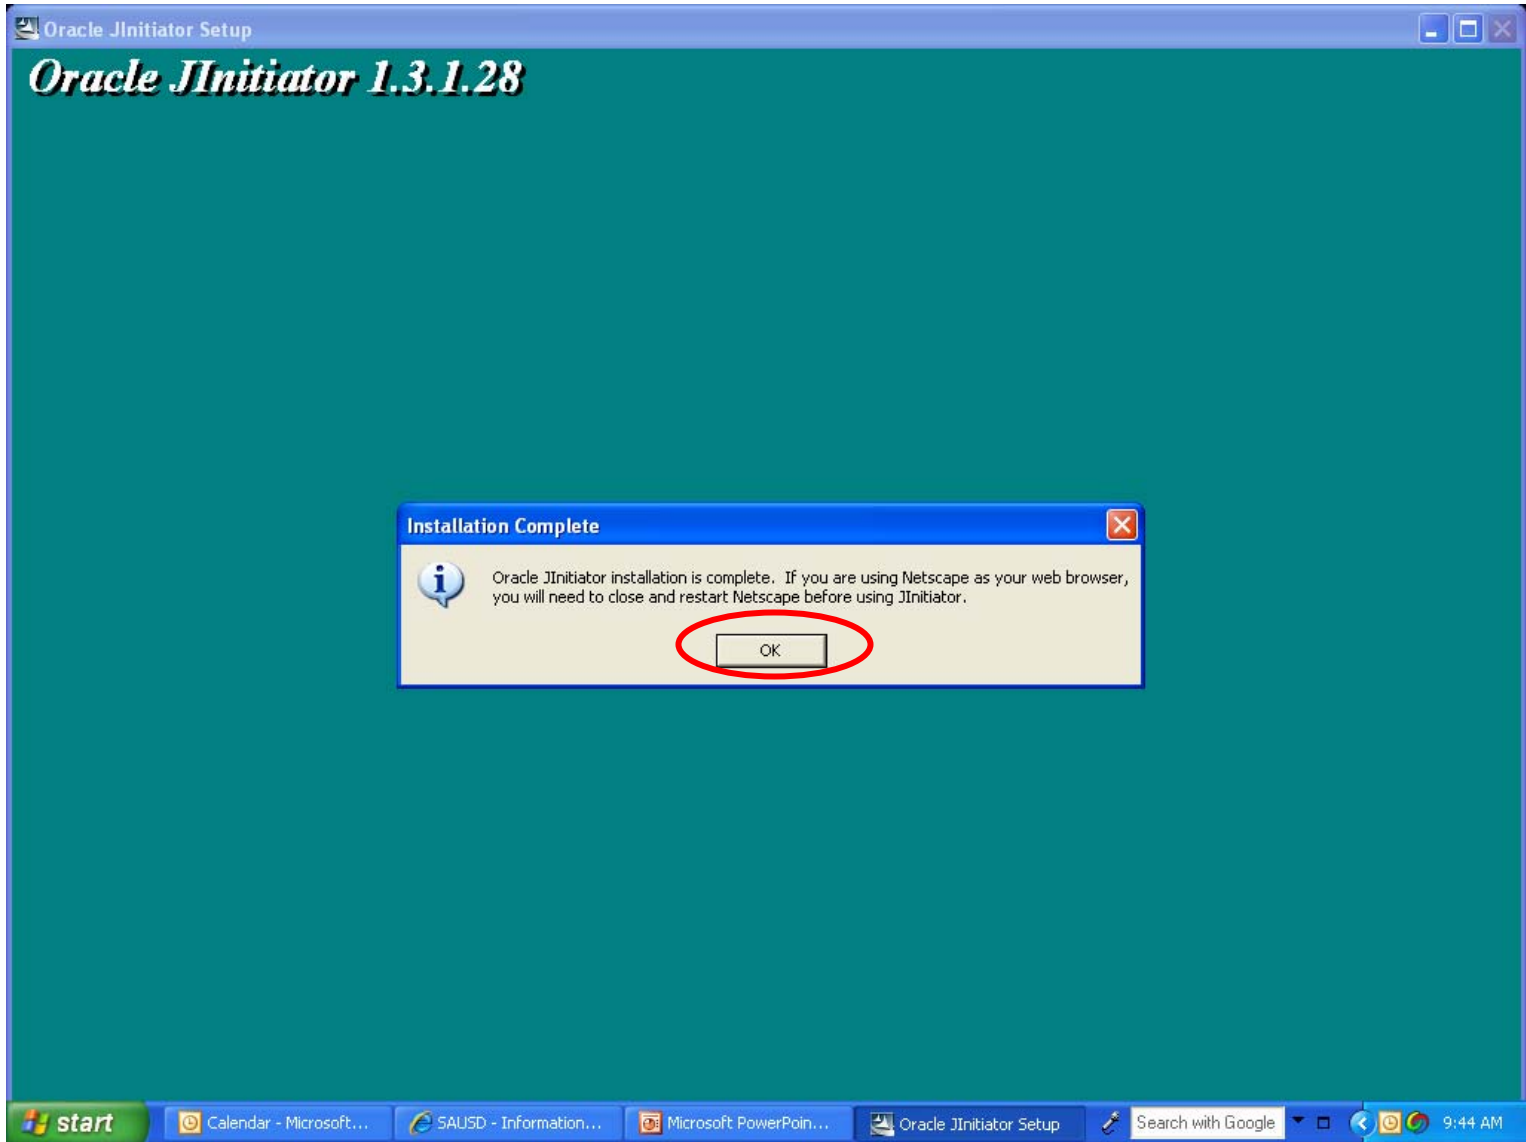 Oracle JInitiator Setup
Oracle JInitiator 1.3.1.28
Installation Complete
Oracle JInitiator installation is complete.  If you are using Netscape as your web browser,
you will need to close and restart Netscape before using JInitiator.
OK
start
Calendar - Microsoft...
SAUSD - Information...
Microsoft PowerPoin...
Oracle JInitiator Setup
Search with Google
9:44 AM